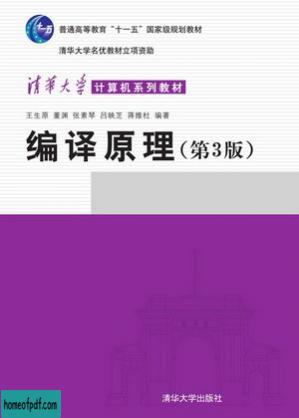 普通高等教育“十一五”国家级规划教材
清华大学名优教材立项资助
清华大学 计算机系列教材
王生原 董渊 张素琴 吕映芝 蒋维杜 编著
编译原理(第3版)
清华大学出版社
homeofpdf.com